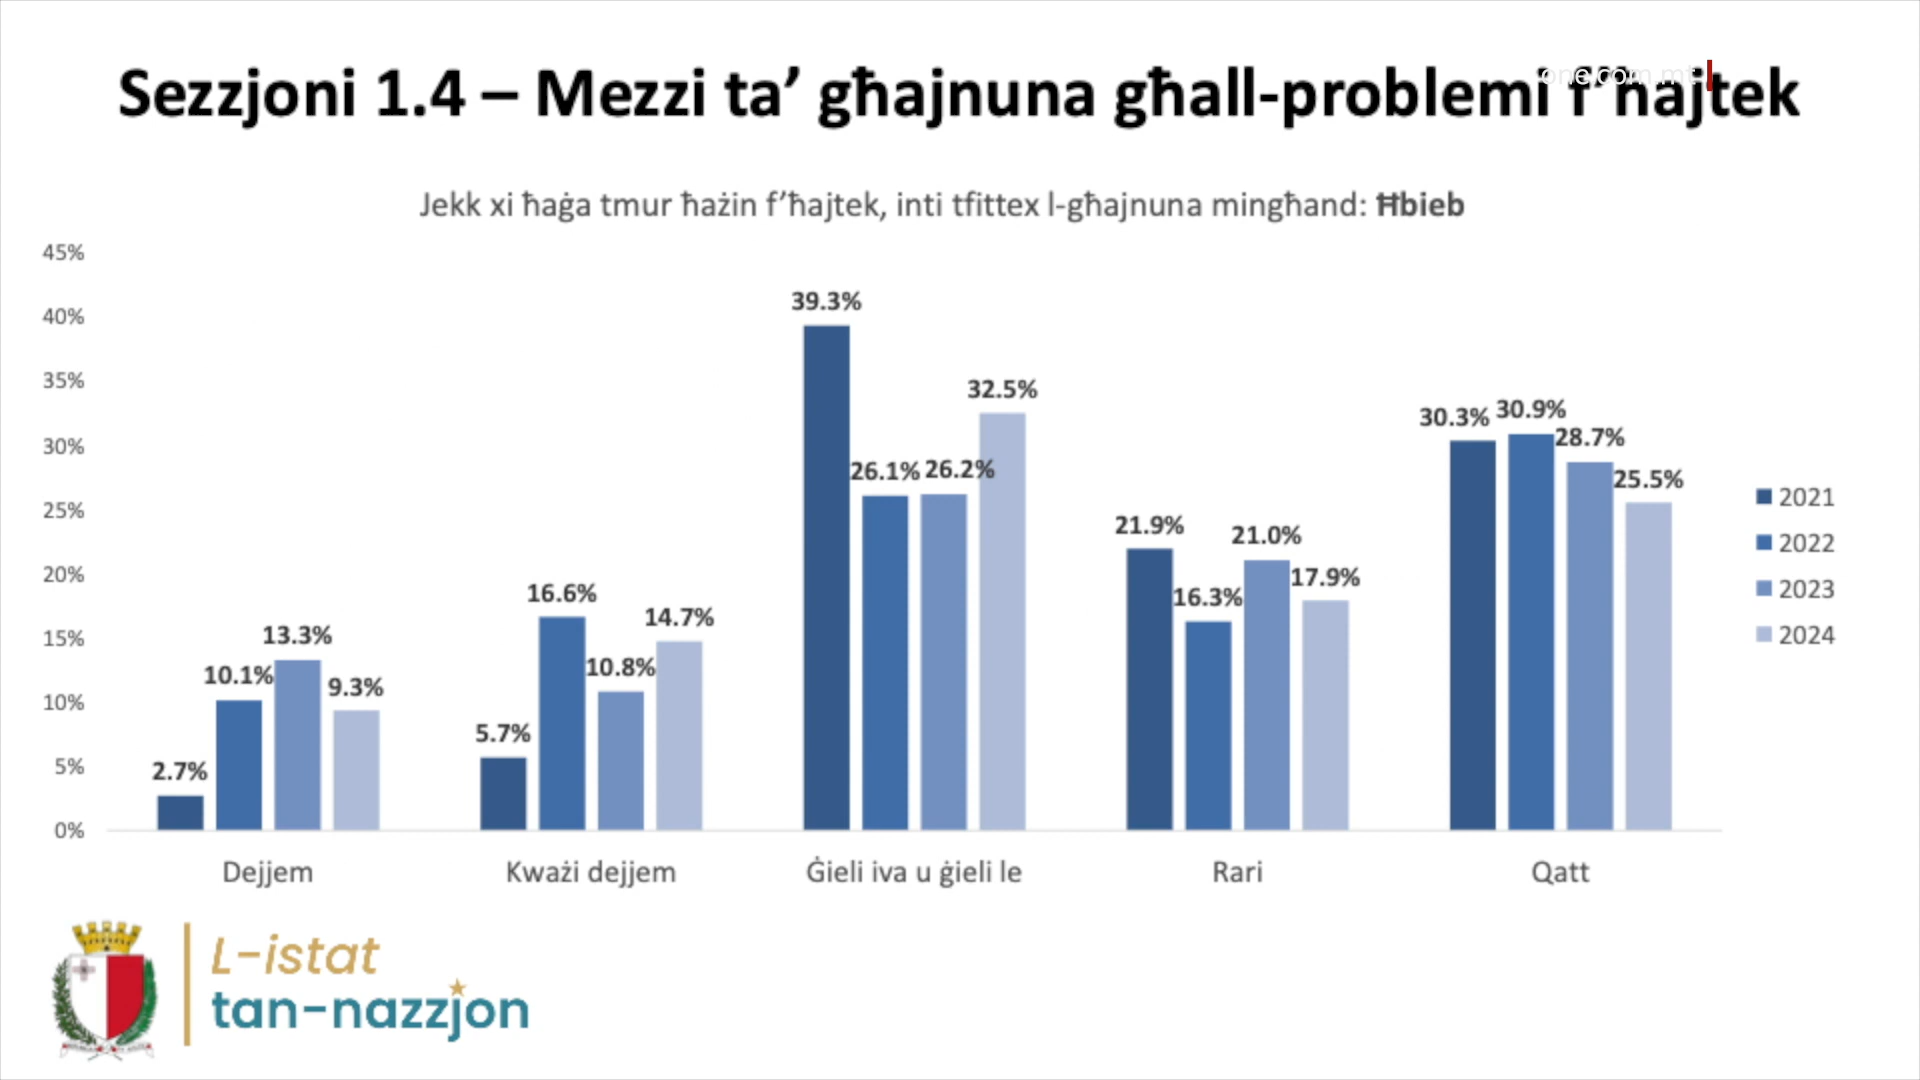 Sezzjoni 1.4 – Mezzi ta’ għajnuna għall-problemi f’ħajtek
one.com.mt
Jekk xi ħaġa tmur ħażin f’ħajtek, inti tfittex l-għajnuna mingħand: Ħbieb
45%
40%
35%
30%
25%
20%
15%
10%
5%
0%
2.7% 10.1% 13.3% 9.3%
5.7% 16.6% 10.8% 14.7%
39.3% 26.1% 26.2% 32.5%
21.9% 16.3% 21.0% 17.9%
30.3% 30.9% 28.7% 25.5%
Dejjem Kważi dejjem Ġieli iva u ġieli le Rari Qatt
2021
2022
2023
2024
L-istat
tan-nazzjon